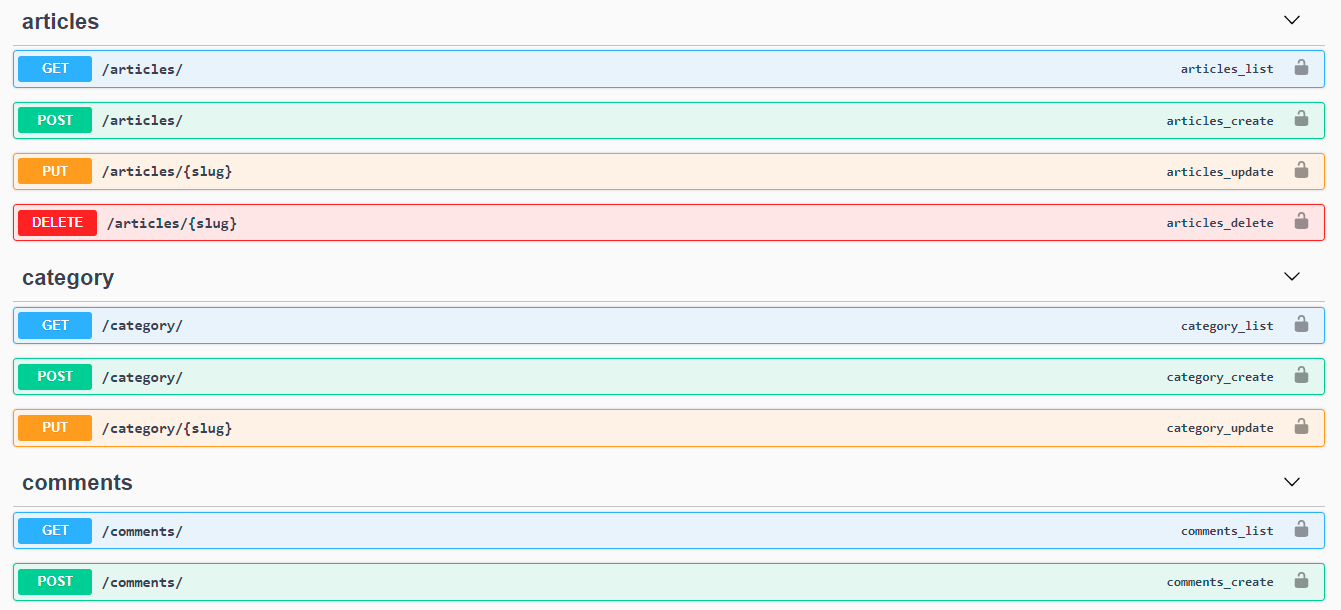 articles
GET /articles/ articles_list
POST /articles/ articles_create
PUT /articles/{slug} articles_update
DELETE /articles/{slug} articles_delete
category
GET /category/ category_list
POST /category/ category_create
PUT /category/{slug} category_update
comments
GET /comments/ comments_list
POST /comments/ comments_create